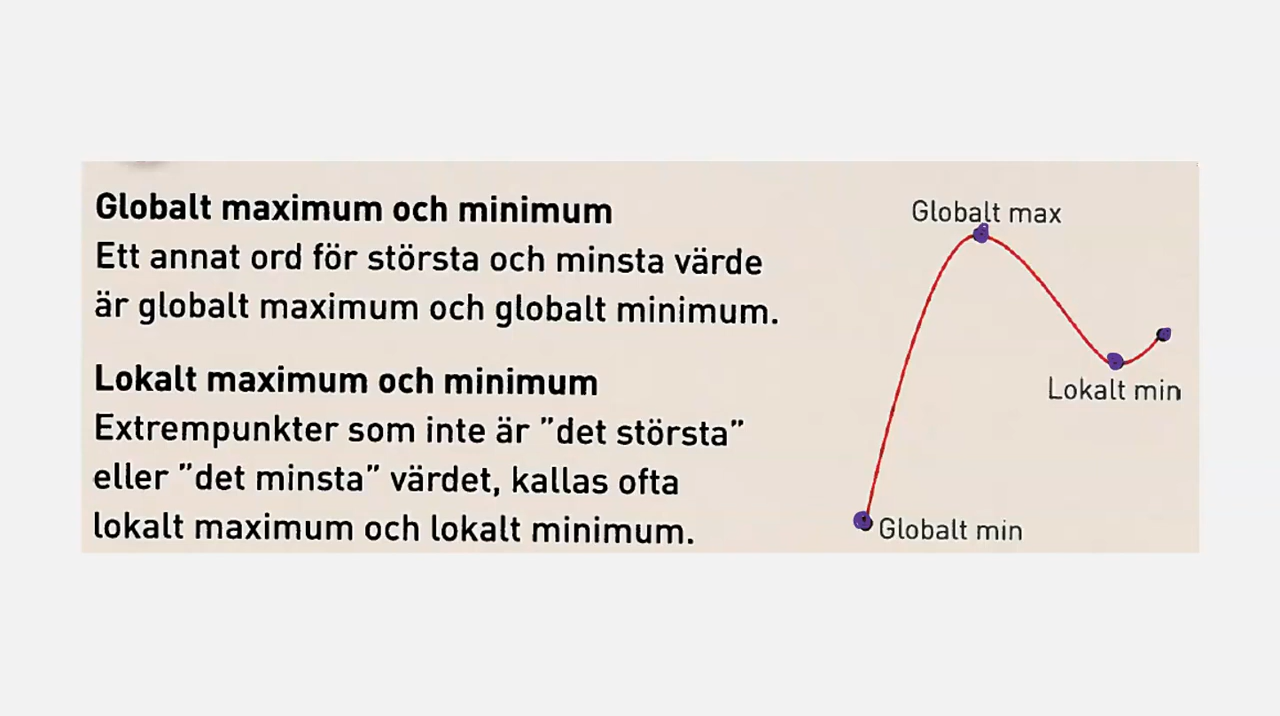 Globalt maximum och minimum
Ett annat ord för största och minsta värde
är globalt maximum och globalt minimum.
Lokalt maximum och minimum
Extrempunkter som inte är ”det största”
eller ”det minsta” värdet, kallas ofta
lokalt maximum och lokalt minimum.
Globalt max
Lokalt min
Globalt min